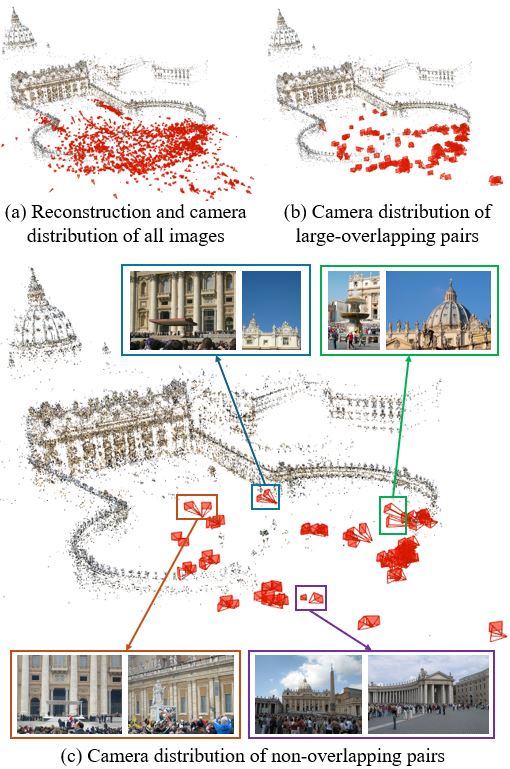 (a) Reconstruction and camera
distribution of all images
(b) Camera distribution of
large-overlapping pairs
(c) Camera distribution of non-overlapping pairs